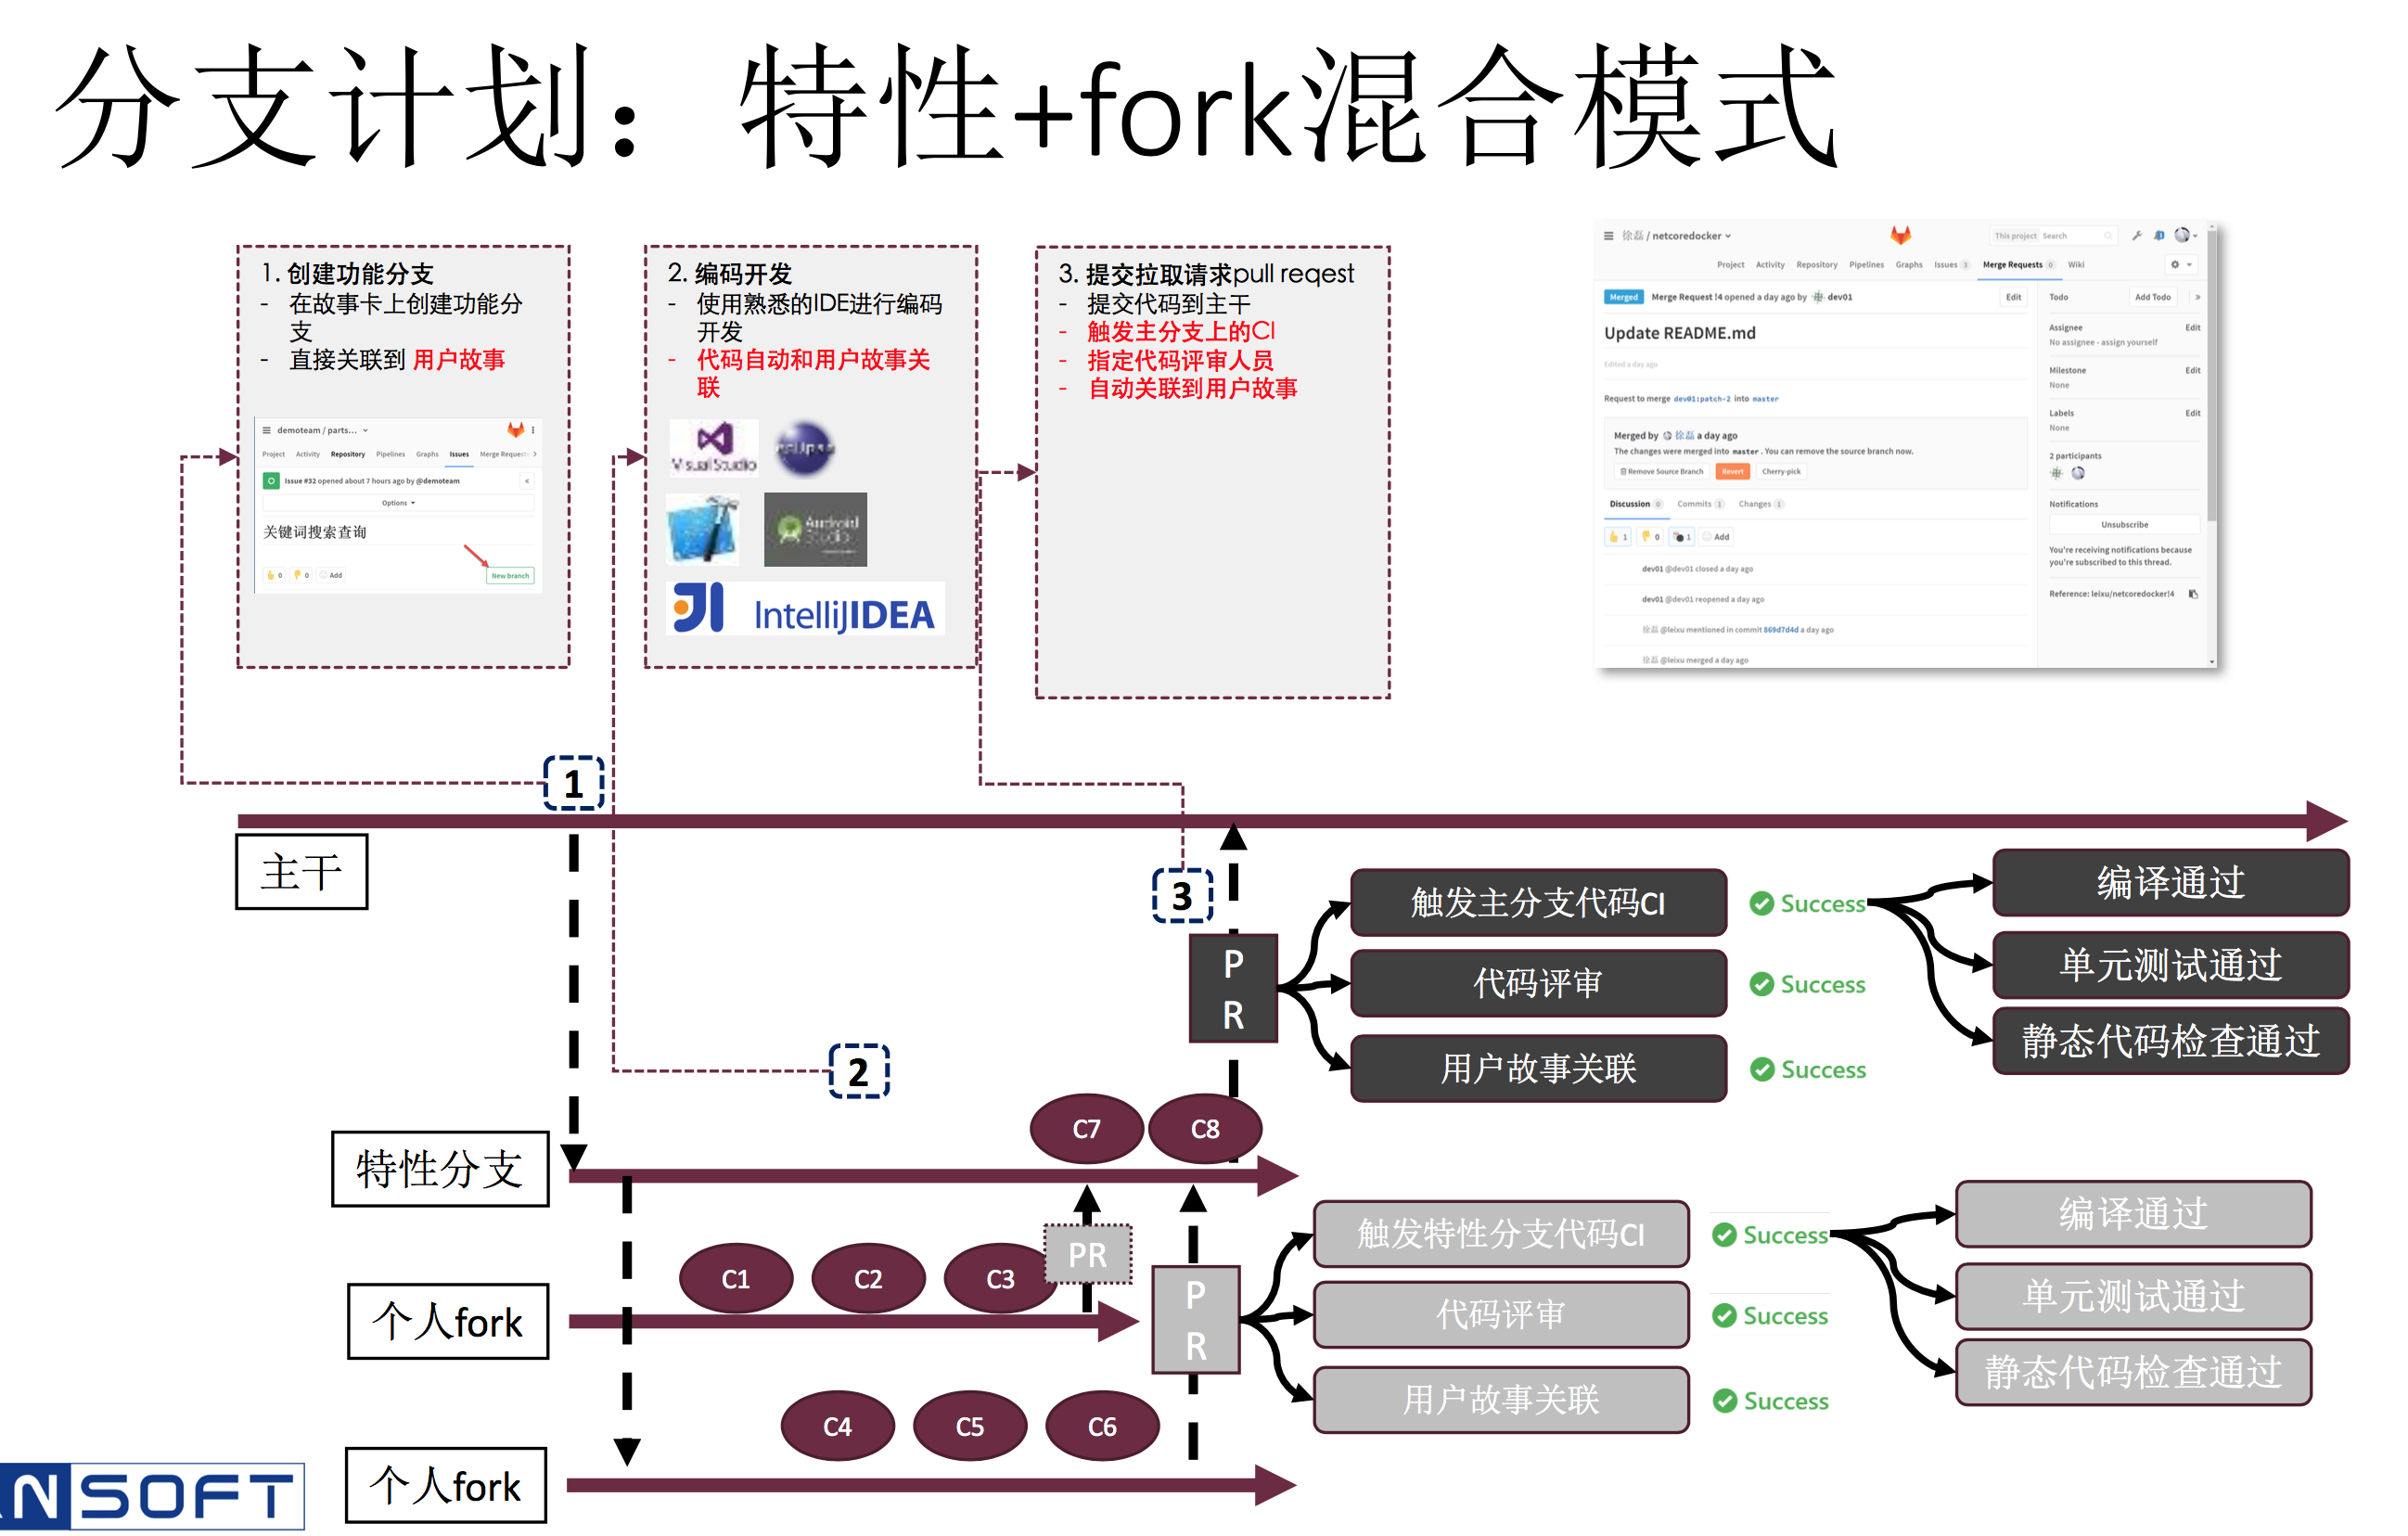 分支计划：特性+fork混合模式
1. 创建功能分支
- 在故事卡上创建功能分
支
- 直接关联到 用户故事
demoteam / parts...
Project Activity Repository Pipelines Graphs Issues Merge Requests
Issue #32 opened about 7 hours ago by @demoteam
Options
关键词搜索查询
0 0 Add
New branch
2. 编码开发
- 使用熟悉的IDE进行编码
开发
- 代码自动和用户故事关
联
Visual Studio
eclipse
Android
Studio
IntelliJIDEA
3. 提交拉取请求pull reqest
- 提交代码到主干
- 触发主分支上的CI
- 指定代码评审人员
- 自动关联到用户故事
徐磊 / netcoredocker
This project Search
Project Activity Repository Pipelines Graphs Issues 3 Merge Requests 0 Wiki
Merged Merge Request !4 opened a day ago by dev01 Edit
Update README.md
Edited a day ago
Request to merge dev01:patch-2 into master
Merged by 徐磊 a day ago
The changes were merged into master. You can remove the source branch now.
Remove Source Branch Revert Cherry-pick
Discussion 0 Commits 1 Changes 1
1 0 1 Add
dev01 @dev01 closed a day ago
dev01 @dev01 reopened a day ago
徐磊 @leixu mentioned in commit 869d7d4d a day ago
徐磊 @leixu merged a day ago
Todo Add Todo »
Assignee Edit
No assignee - assign yourself
Milestone Edit
None
Labels Edit
None
2 participants
Notifications
Unsubscribe
You're receiving notifications because
you're subscribed to this thread.
Reference: leixu/netcoredocker!4
1
主干
3
P
R
触发主分支代码CI
Success
代码评审
Success
用户故事关联
Success
编译通过
单元测试通过
静态代码检查通过
2
C7 C8
特性分支
C1 C2 C3 PR
个人fork
P
R
触发特性分支代码CI
Success
代码评审
Success
用户故事关联
Success
编译通过
单元测试通过
静态代码检查通过
C4 C5 C6
个人fork
NSOFT